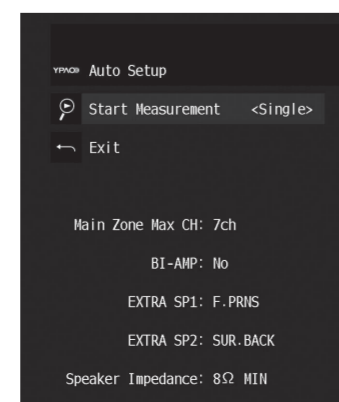 YPAO Auto Setup
Start Measurement <Single>
Exit
Main Zone Max CH: 7ch
BI-AMP: No
EXTRA SP1: F.PRNS
EXTRA SP2: SUR.BACK
Speaker Impedance: 8Ω MIN